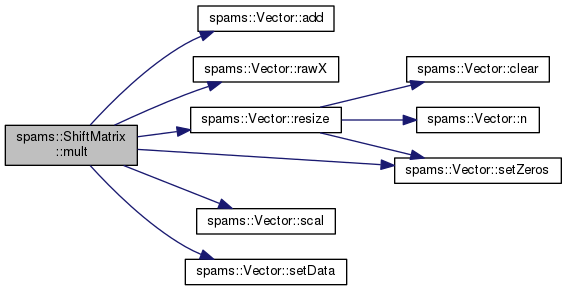 spams::ShiftMatrix
::mult
spams::Vector::add
spams::Vector::rawX
spams::Vector::resize
spams::Vector::clear
spams::Vector::n
spams::Vector::setZeros
spams::Vector::scal
spams::Vector::setData